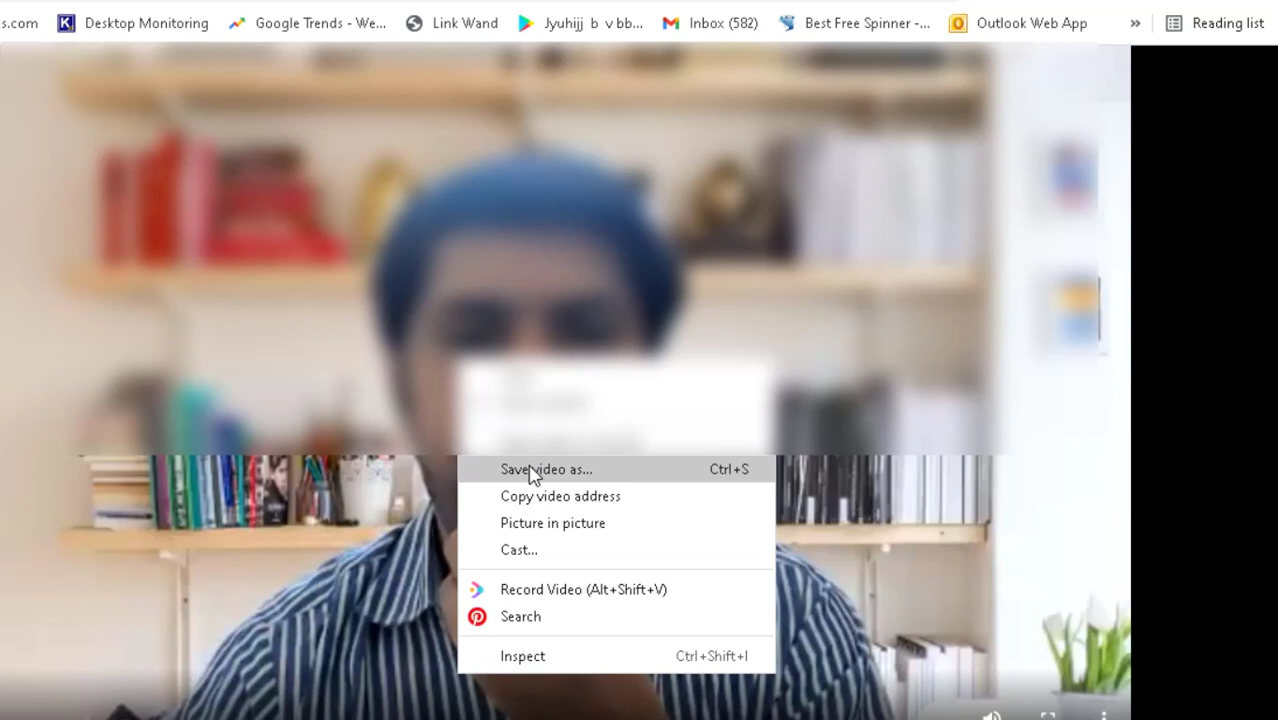 s.com Desktop Monitoring Google Trends - We... Link Wand Jyuhijj b v bb... Inbox (582) Best Free Spinner -... Outlook Web App » Reading list
Save video as... Ctrl+S
Copy video address
Picture in picture
Cast...
Record Video (Alt+Shift+V)
Search
Inspect Ctrl+Shift+I